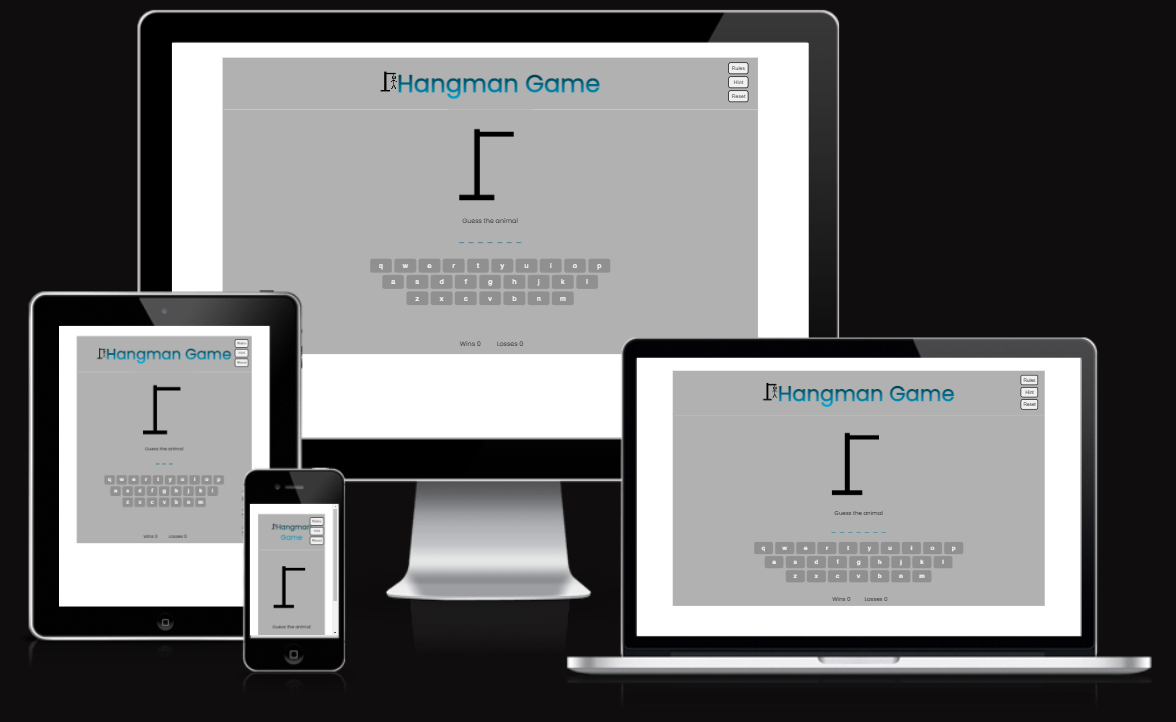 Hangman Game
Rules
Hint
Reset
Guess the animal
_ _ _ _ _ _ _
q w e r t y u i o p
a s d f g h j k l
z x c v b n m
Wins 0 Losses 0
Hangman Game
Rules
Hint
Reset
Guess the animal
_ _ _
q w e r t y u i o p
a s d f g h j k l
z x c v b n m
Wins 0 Losses 0
Hangman
Game
Rules
Hint
Reset
Guess the animal
Hangman Game
Rules
Hint
Reset
Guess the animal
_ _ _ _ _ _ _
q w e r t y u i o p
a s d f g h j k l
z x c v b n m
Wins 0 Losses 0